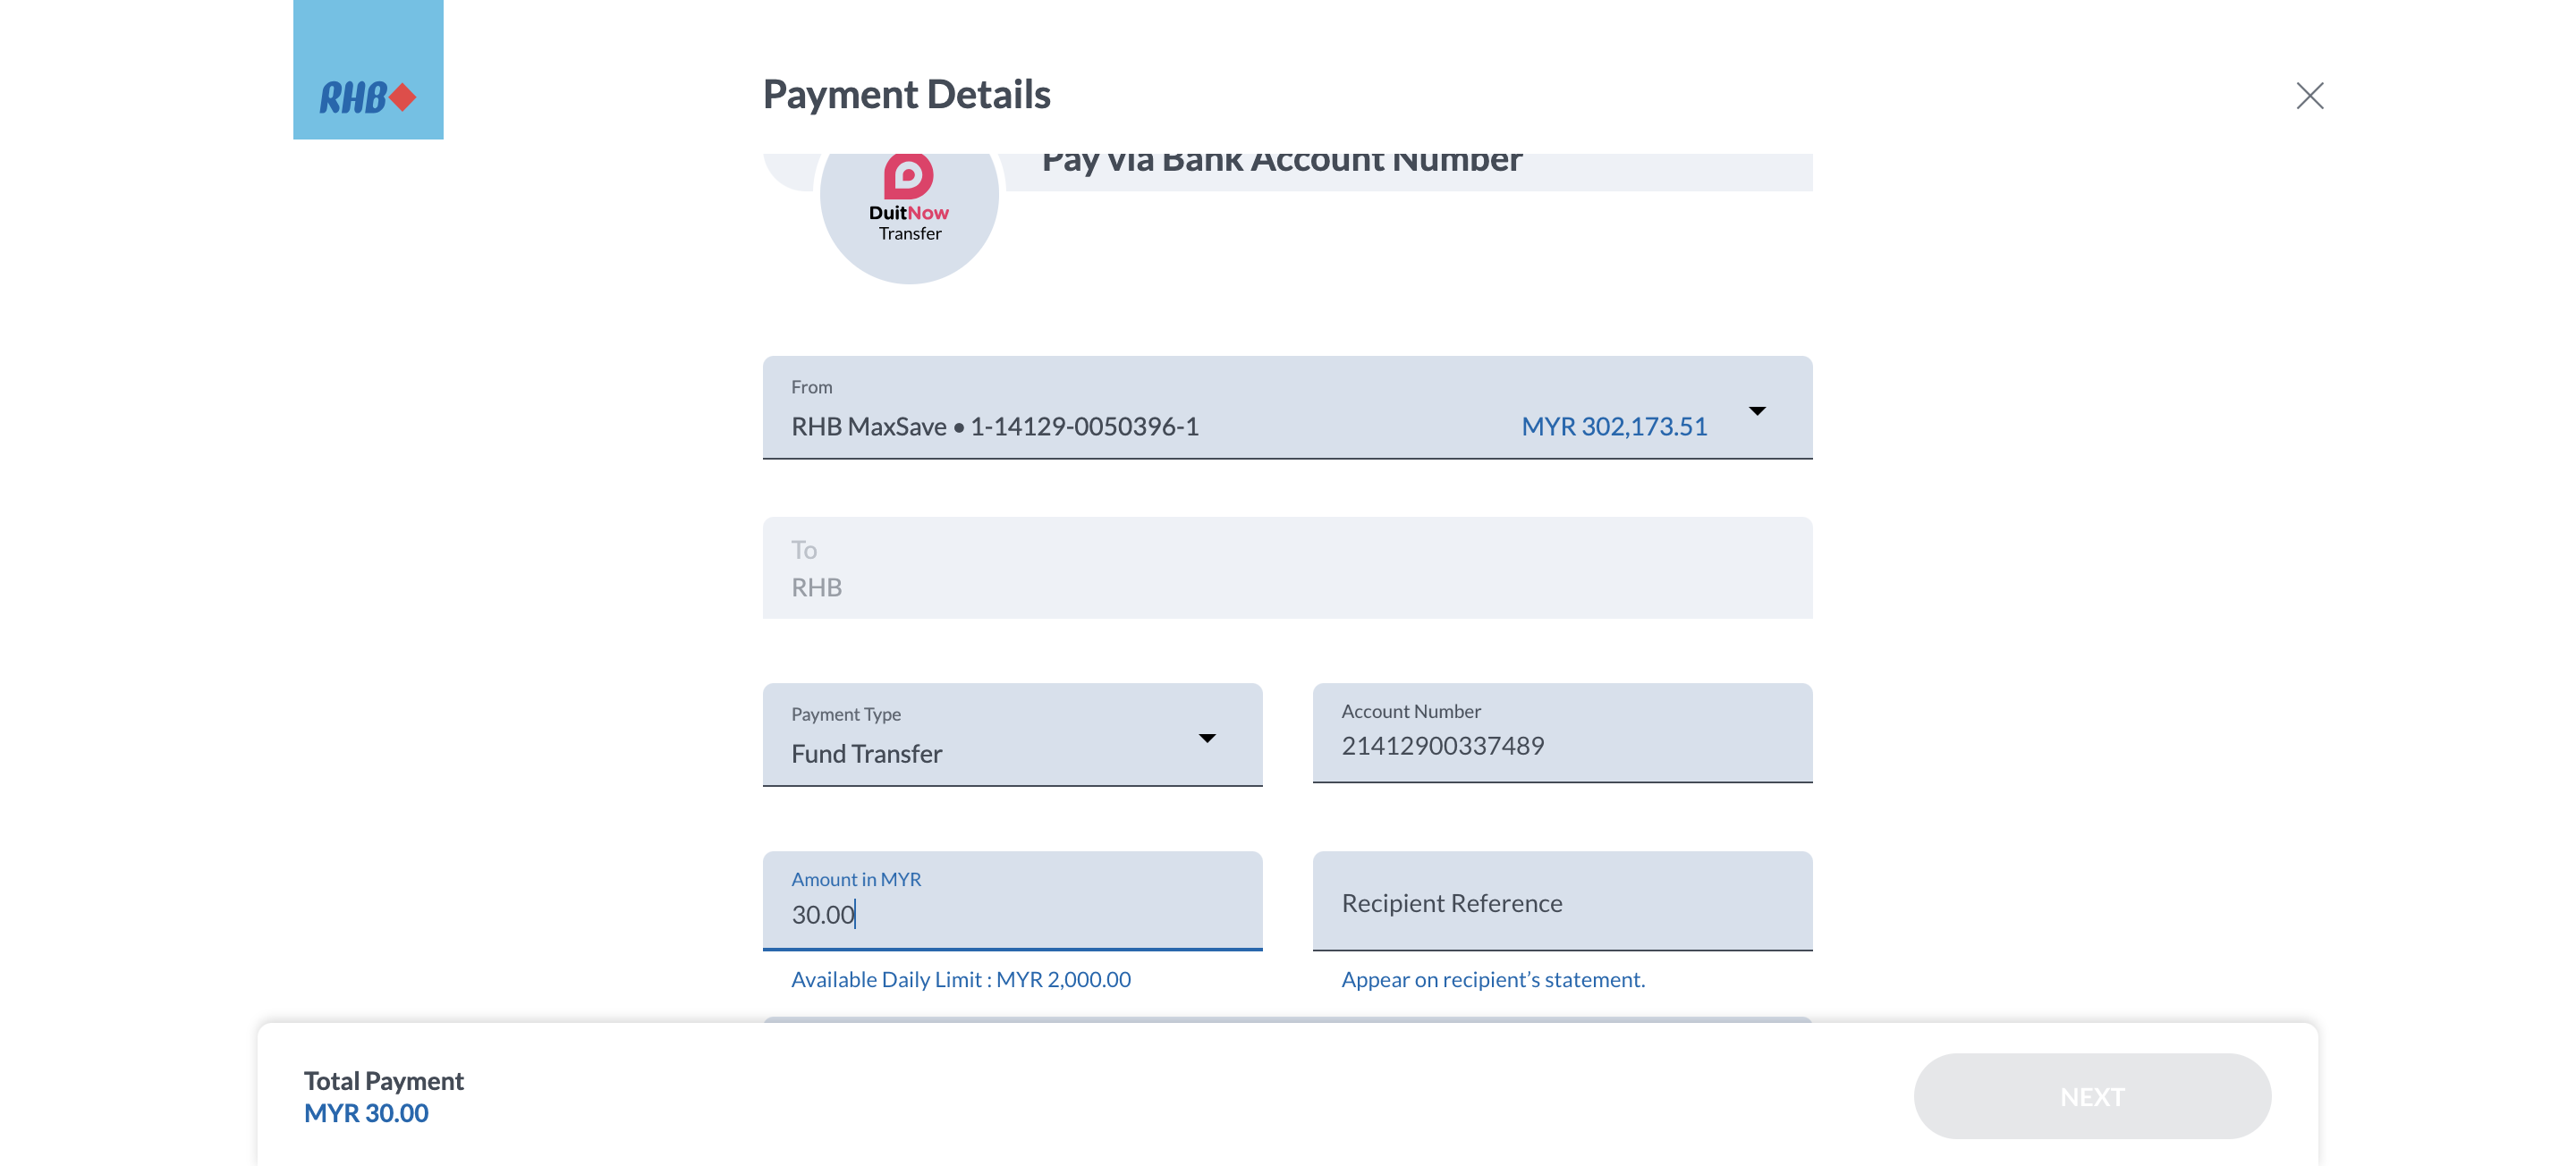 RHB
Payment Details
Pay via Bank Account Number
DuitNow
Transfer
From
RHB MaxSave • 1-14129-0050396-1
MYR 302,173.51
To
RHB
Payment Type
Fund Transfer
Account Number
21412900337489
Amount in MYR
30.00
Recipient Reference
Available Daily Limit : MYR 2,000.00
Appear on recipient’s statement.
Total Payment
MYR 30.00
NEXT